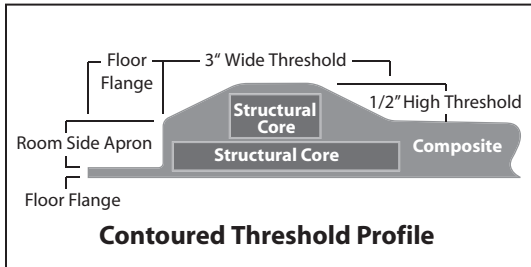 Floor
Flange
3“ Wide Threshold
1/2” High Threshold
Structural
Core
Room Side Apron
Structural Core
Composite
Floor Flange
Contoured Threshold Profile